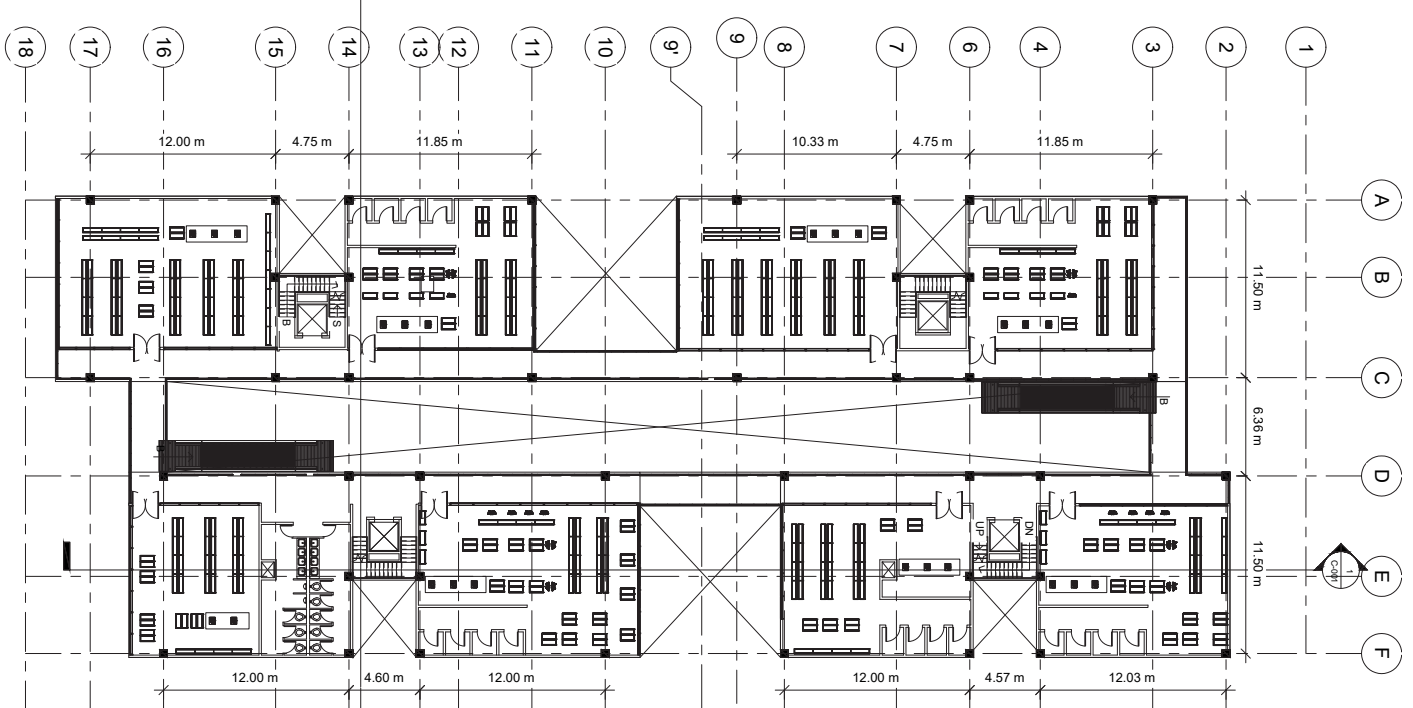 18 17 16 15 14 13 12 11 10 9' 9 8 7 6 4 3 2 1
12.00 m 4.75 m 11.85 m 10.33 m 4.75 m 11.85 m
A
B
C
D
E
F
11.50 m
6.36 m
11.50 m
B S
B
UP DN
1
C-001
12.00 m 4.60 m 12.00 m 12.00 m 4.57 m 12.03 m